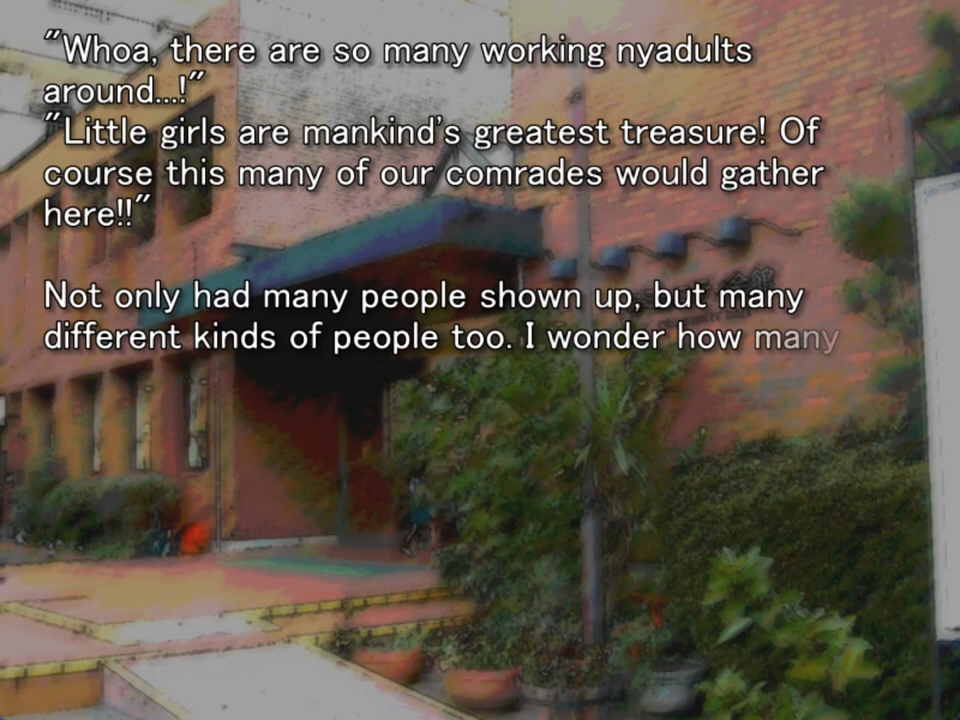 "Whoa, there are so many working nyadults
around...!"
"Little girls are mankind's greatest treasure! Of
course this many of our comrades would gather
here!!"
Not only had many people shown up, but many
different kinds of people too. I wonder how many